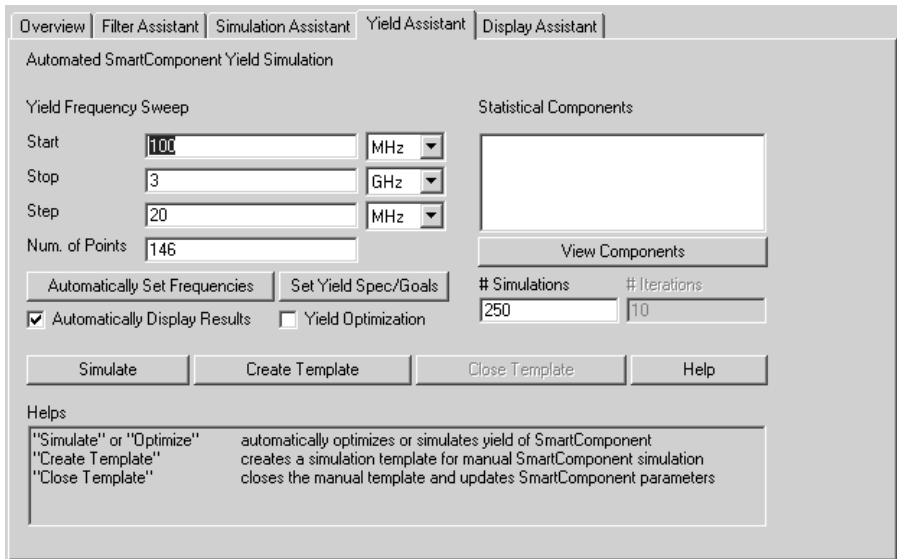 Overview Filter Assistant Simulation Assistant Yield Assistant Display Assistant
Automated SmartComponent Yield Simulation
Yield Frequency Sweep
Start 100 MHz
Stop 3 GHz
Step 20 MHz
Num. of Points 146
Automatically Set Frequencies Set Yield Spec/Goals
Automatically Display Results Yield Optimization
Statistical Components
View Components
# Simulations # Iterations
250 10
Simulate Create Template Close Template Help
Helps
"Simulate" or "Optimize" automatically optimizes or simulates yield of SmartComponent
"Create Template" creates a simulation template for manual SmartComponent simulation
"Close Template" closes the manual template and updates SmartComponent parameters